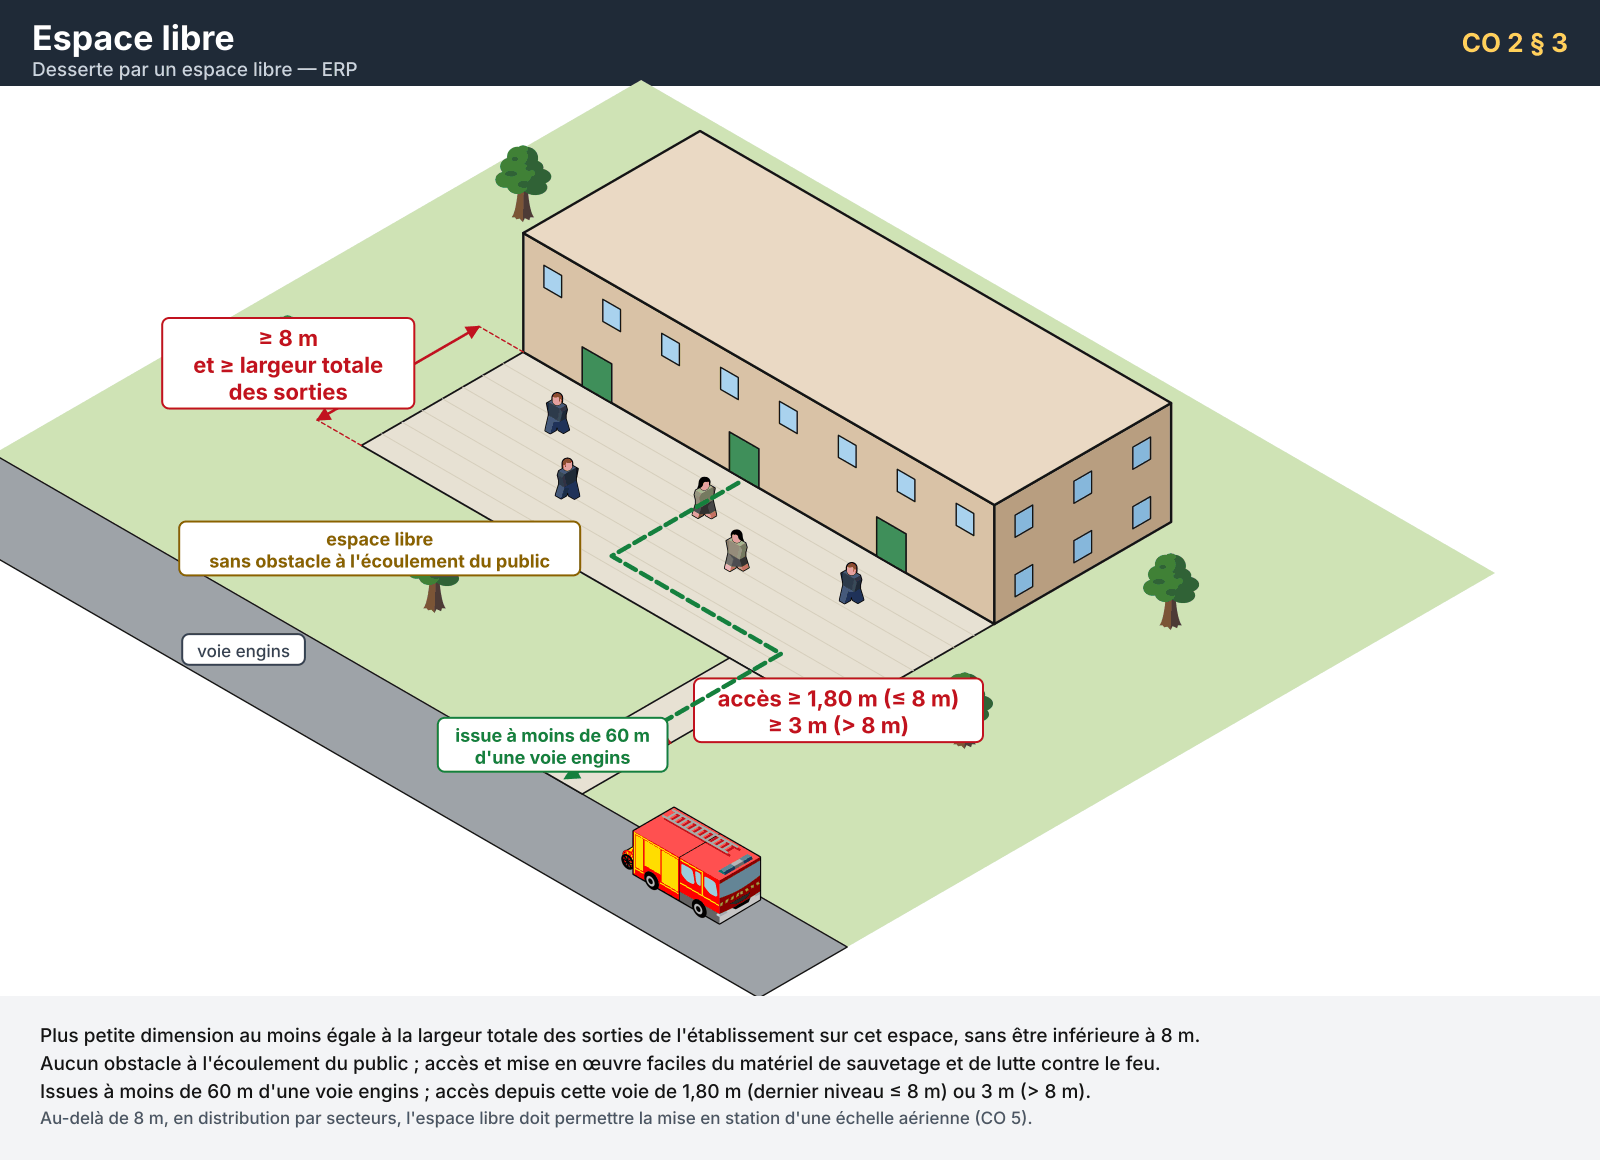 Espace libre
Desserte par un espace libre — ERP
CO 2 § 3
≥ 8 m
et ≥ largeur totale
des sorties
espace libre
sans obstacle à l'écoulement du public
voie engins
accès ≥ 1,80 m (≤ 8 m)
≥ 3 m (> 8 m)
issue à moins de 60 m
d'une voie engins
Plus petite dimension au moins égale à la largeur totale des sorties de l'établissement sur cet espace, sans être inférieure à 8 m.
Aucun obstacle à l'écoulement du public ; accès et mise en œuvre faciles du matériel de sauvetage et de lutte contre le feu.
Issues à moins de 60 m d'une voie engins ; accès depuis cette voie de 1,80 m (dernier niveau ≤ 8 m) ou 3 m (> 8 m).
Au-delà de 8 m, en distribution par secteurs, l'espace libre doit permettre la mise en station d'une échelle aérienne (CO 5).